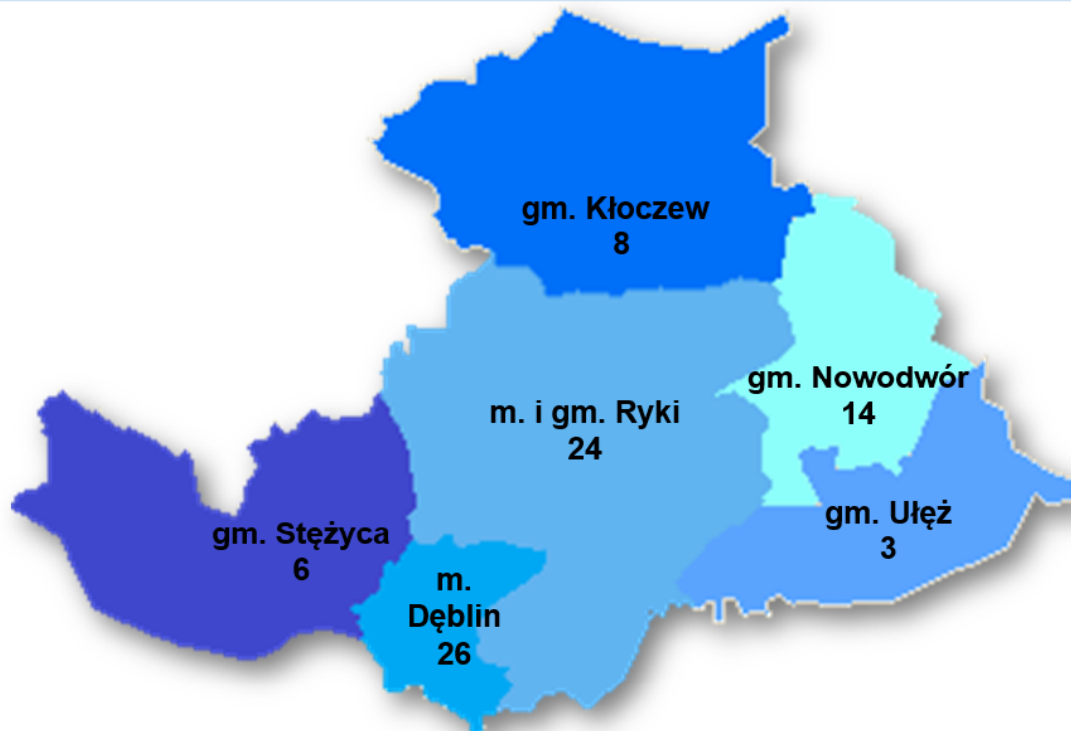 gm. Kłoczew
8
gm. Nowodwór
14
m. i gm. Ryki
24
gm. Ułęż
3
gm. Stężyca
6
m.
Dęblin
26